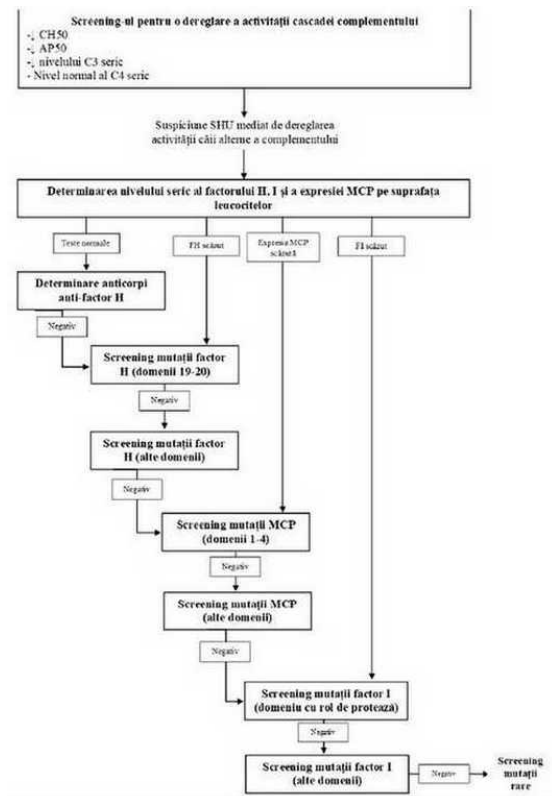 Screening-ul pentru o dereglare a activității cascadei complementului
-↓ CH50
-↓ AP50
-↓ nivelului C3 seric
- Nivel normal al C4 seric
Suspiciune SHU mediat de dereglarea
activității căii alterne a complementului
Determinarea nivelului seric al factorului H, I și a expresiei MCP pe suprafața
leucocitelor
Teste normale
FH scăzut
Expresie MCP
scăzută
FI scăzut
Determinare anticorpi
anti-factor H
Negativ
Screening mutații factor
H (domenii 19-20)
Negativ
Screening mutații factor
H (alte domenii)
Negativ
Screening mutații MCP
(domenii 1-4)
Negativ
Screening mutații MCP
(alte domenii)
Negativ
Screening mutații factor I
(domeniu cu rol de protează)
Negativ
Screening mutații factor I
(alte domenii)
Negativ
Screening
mutații
rare